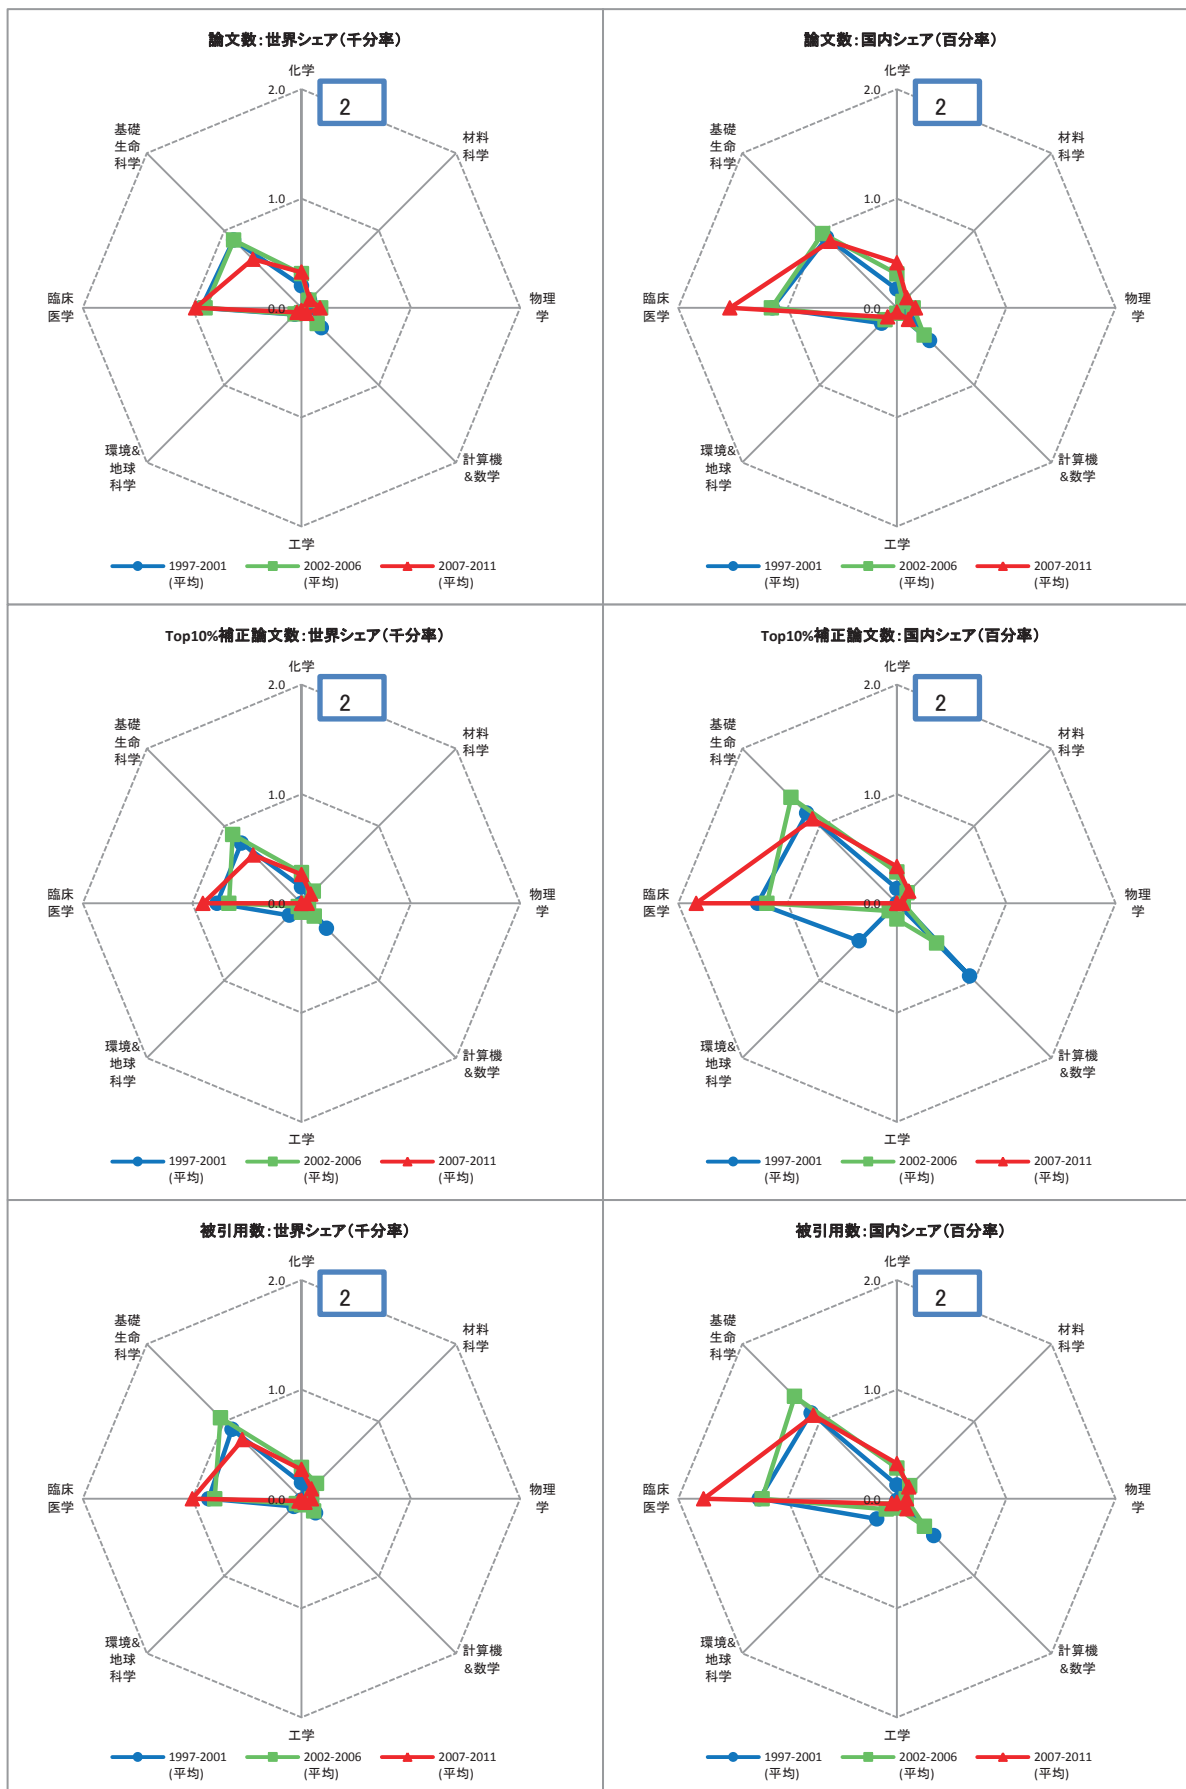 論文数:世界シェア(千分率)
化学
2.0
2
材料
科学
1.0
物理
学
0.0
計算機
&数学
工学
環境&
地球
科学
臨床
医学
基礎
生命
科学
1997-2001
(平均)
2002-2006
(平均)
2007-2011
(平均)
論文数:国内シェア(百分率)
化学
2.0
2
材料
科学
1.0
物理
学
0.0
計算機
&数学
工学
環境&
地球
科学
臨床
医学
基礎
生命
科学
1997-2001
(平均)
2002-2006
(平均)
2007-2011
(平均)
Top10%補正論文数:世界シェア(千分率)
化学
2.0
2
材料
科学
1.0
物理
学
0.0
計算機
&数学
工学
環境&
地球
科学
臨床
医学
基礎
生命
科学
1997-2001
(平均)
2002-2006
(平均)
2007-2011
(平均)
Top10%補正論文数:国内シェア(百分率)
化学
2.0
2
材料
科学
1.0
物理
学
0.0
計算機
&数学
工学
環境&
地球
科学
臨床
医学
基礎
生命
科学
1997-2001
(平均)
2002-2006
(平均)
2007-2011
(平均)
被引用数:世界シェア(千分率)
化学
2.0
2
材料
科学
1.0
物理
学
0.0
計算機
&数学
工学
環境&
地球
科学
臨床
医学
基礎
生命
科学
1997-2001
(平均)
2002-2006
(平均)
2007-2011
(平均)
被引用数:国内シェア(百分率)
化学
2.0
2
材料
科学
1.0
物理
学
0.0
計算機
&数学
工学
環境&
地球
科学
臨床
医学
基礎
生命
科学
1997-2001
(平均)
2002-2006
(平均)
2007-2011
(平均)